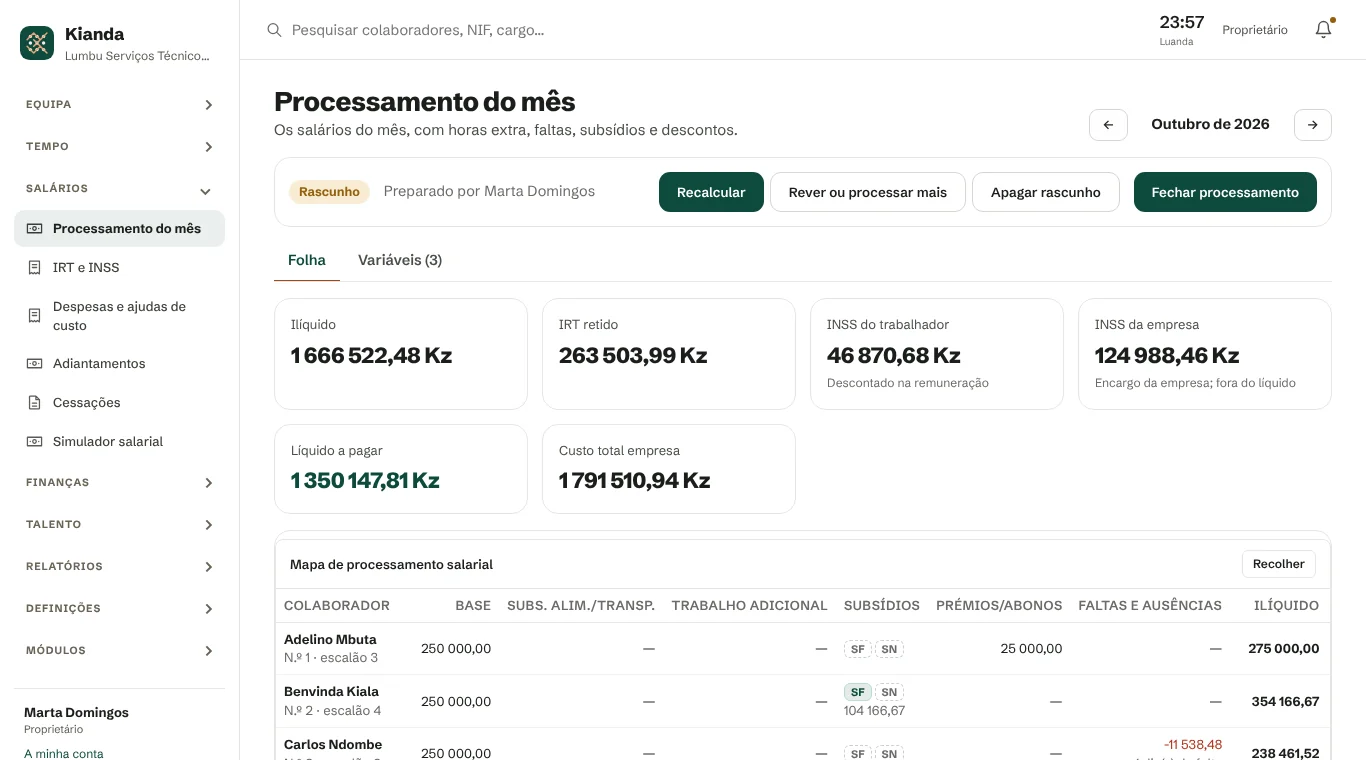 Kianda
Lumbu Serviços Técnico...
Pesquisar colaboradores, NIF, cargo...
23:57
Luanda
Proprietário
EQUIPA
TEMPO
SALÁRIOS
Processamento do mês
IRT e INSS
Despesas e ajudas de
custo
Adiantamentos
Cessações
Simulador salarial
FINANÇAS
TALENTO
RELATÓRIOS
DEFINIÇÕES
MÓDULOS
Marta Domingos
Proprietário
A minha conta
Processamento do mês
Os salários do mês, com horas extra, faltas, subsídios e descontos.
← Outubro de 2026 →
Rascunho Preparado por Marta Domingos Recalcular Rever ou processar mais Apagar rascunho Fechar processamento
Folha Variáveis (3)
Ilíquido
1 666 522,48 Kz
IRT retido
263 503,99 Kz
INSS do trabalhador
46 870,68 Kz
Descontado na remuneração
INSS da empresa
124 988,46 Kz
Encargo da empresa; fora do líquido
Líquido a pagar
1 350 147,81 Kz
Custo total empresa
1 791 510,94 Kz
Mapa de processamento salarial Recolher
COLABORADOR BASE SUBS. ALIM./TRANSP. TRABALHO ADICIONAL SUBSÍDIOS PRÉMIOS/ABONOS FALTAS E AUSÊNCIAS ILÍQUIDO
Adelino Mbuta
N.º 1 · escalão 3
250 000,00 — — SF SN 25 000,00 — 275 000,00
Benvinda Kiala
N.º 2 · escalão 4
250 000,00 — — SF SN
104 166,67
— — 354 166,67
Carlos Ndombe
250 000,00 — — SF SN — -11 538,48 238 461,52